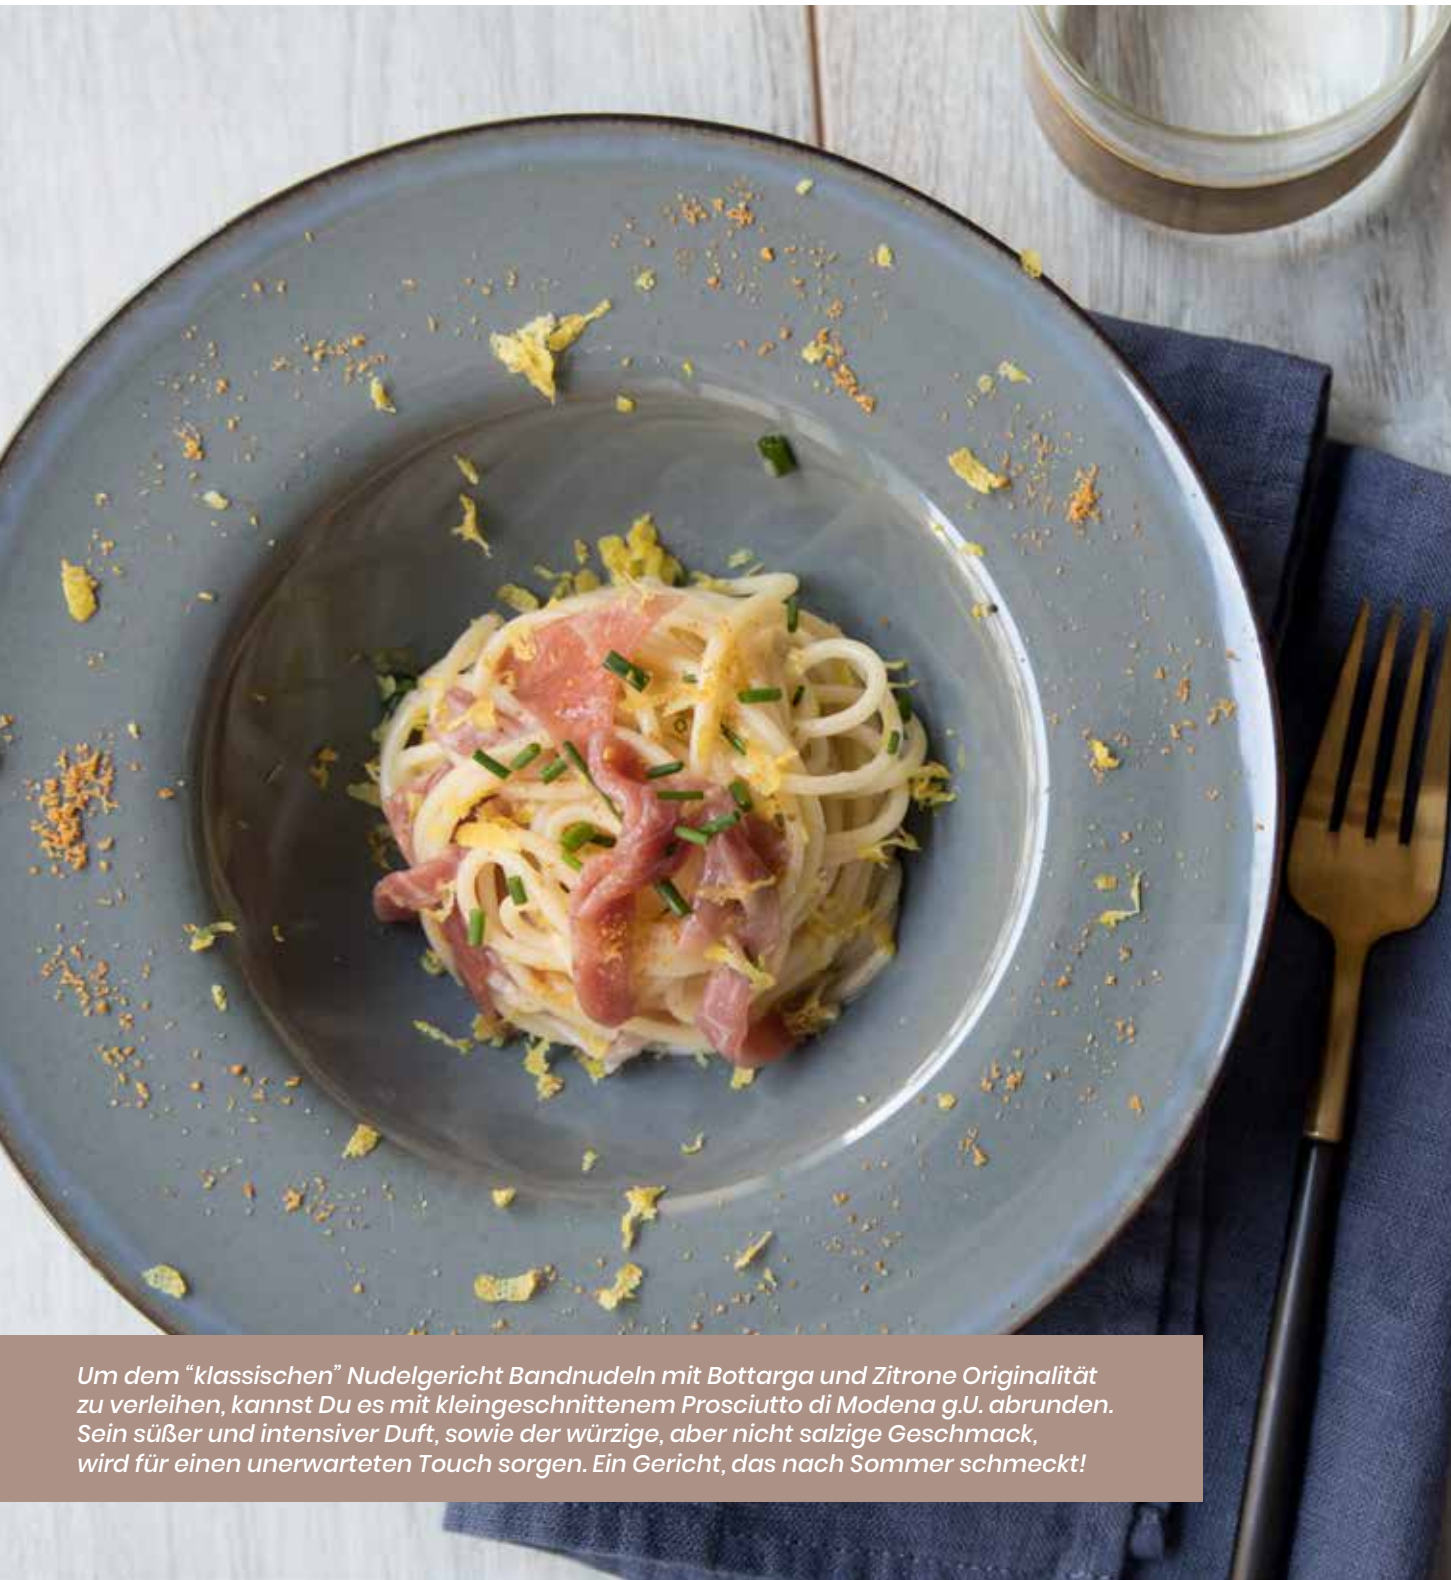 Um dem “klassischen” Nudelgericht Bandnudeln mit Bottarga und Zitrone Originalität
zu verleihen, kannst Du es mit kleingeschnittenem Prosciutto di Modena g.U. abrunden.
Sein süßer und intensiver Duft, sowie der würzige, aber nicht salzige Geschmack,
wird für einen unerwarteten Touch sorgen. Ein Gericht, das nach Sommer schmeckt!